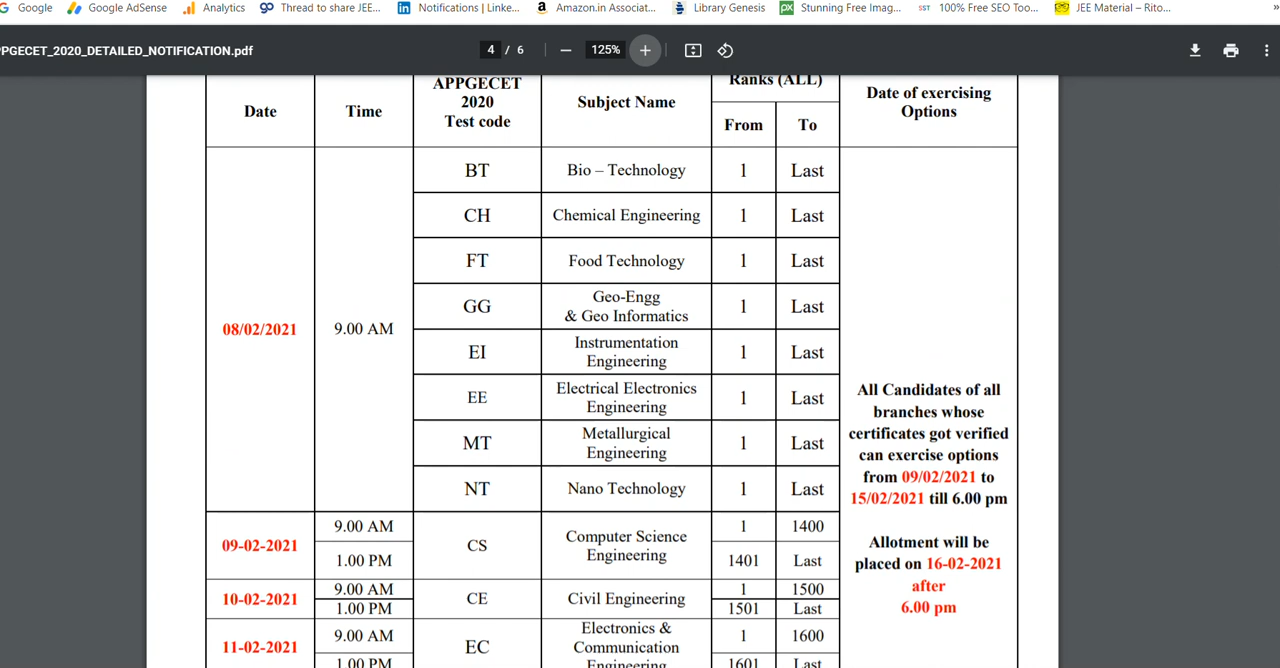 Google Google AdSense Analytics Thread to share JEE... Notifications | Linke... Amazon.in Associat... Library Genesis Stunning Free Imag... 100% Free SEO Too... JEE Material – Rito...
PGECET_2020_DETAILED_NOTIFICATION.pdf 4 / 6 125%
Date Time APPGECET 2020 Test code Subject Name Ranks (ALL) From To Date of exercising Options
08/02/2021 9.00 AM
BT Bio – Technology 1 Last
CH Chemical Engineering 1 Last
FT Food Technology 1 Last
GG Geo-Engg & Geo Informatics 1 Last
EI Instrumentation Engineering 1 Last
EE Electrical Electronics Engineering 1 Last
MT Metallurgical Engineering 1 Last
NT Nano Technology 1 Last
09-02-2021 9.00 AM CS Computer Science Engineering 1 1400
1.00 PM 1401 Last
10-02-2021 9.00 AM CE Civil Engineering 1 1500
1.00 PM 1501 Last
11-02-2021 9.00 AM EC Electronics & Communication Engineering 1 1600
1.00 PM 1601 Last
All Candidates of all
branches whose
certificates got verified
can exercise options
from 09/02/2021 to
15/02/2021 till 6.00 pm
Allotment will be
placed on 16-02-2021
after
6.00 pm